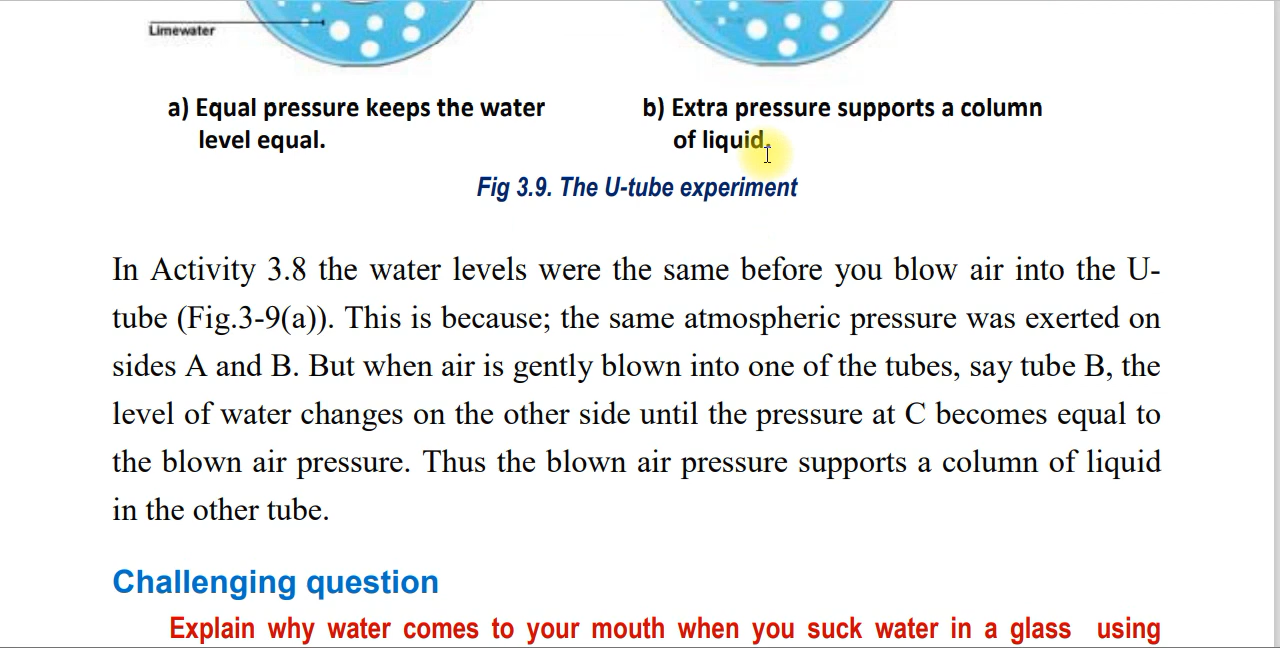 Limewater
a) Equal pressure keeps the water
level equal.
b) Extra pressure supports a column
of liquid.
Fig 3.9. The U-tube experiment
In Activity 3.8 the water levels were the same before you blow air into the U-
tube (Fig.3-9(a)). This is because; the same atmospheric pressure was exerted on
sides A and B. But when air is gently blown into one of the tubes, say tube B, the
level of water changes on the other side until the pressure at C becomes equal to
the blown air pressure. Thus the blown air pressure supports a column of liquid
in the other tube.
Challenging question
Explain why water comes to your mouth when you suck water in a glass using